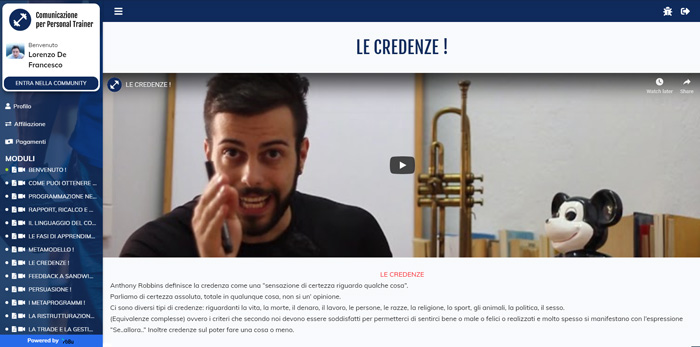 Comunicazione
per Personal Trainer
Benvenuto
Lorenzo De
Francesco
ENTRA NELLA COMMUNITY
Profilo
Affiliazione
Pagamenti
MODULI
BENVENUTO !
COME PUOI OTTENERE ...
PROGRAMMAZIONE NE...
RAPPORT, RICALCO E ...
IL LINGUAGGIO DEL CO...
LE FASI DI APPRENDIM...
METAMODELLO !
LE CREDENZE !
FEEDBACK A SANDWI...
PERSUASIONE !
I METAPROGRAMMI !
LA RISTRUTTURAZION...
LA TRIADE E LA GESTI...
Powered by
LE CREDENZE !
LE CREDENZE !
Watch later
Share
LE CREDENZE
Anthony Robbins definisce la credenza come una "sensazione di certezza riguardo qualche cosa".
Parliamo di certezza assoluta, totale in qualunque cosa, non si un' opinione.
Ci sono diversi tipi di credenze: riguardanti la vita, la morte, il denaro, il lavoro, le persone, le razze, la religione, lo sport, gli animali, la politica, il sesso.
(Equivalenze complesse) ovvero i criteri che secondo noi devono essere soddisfatti per permetterci di sentirci bene o male o felici o realizzati e molto spesso si manifestano con l'espressione
"Se..allora.." Inoltre credenze sul poter fare una cosa o meno.